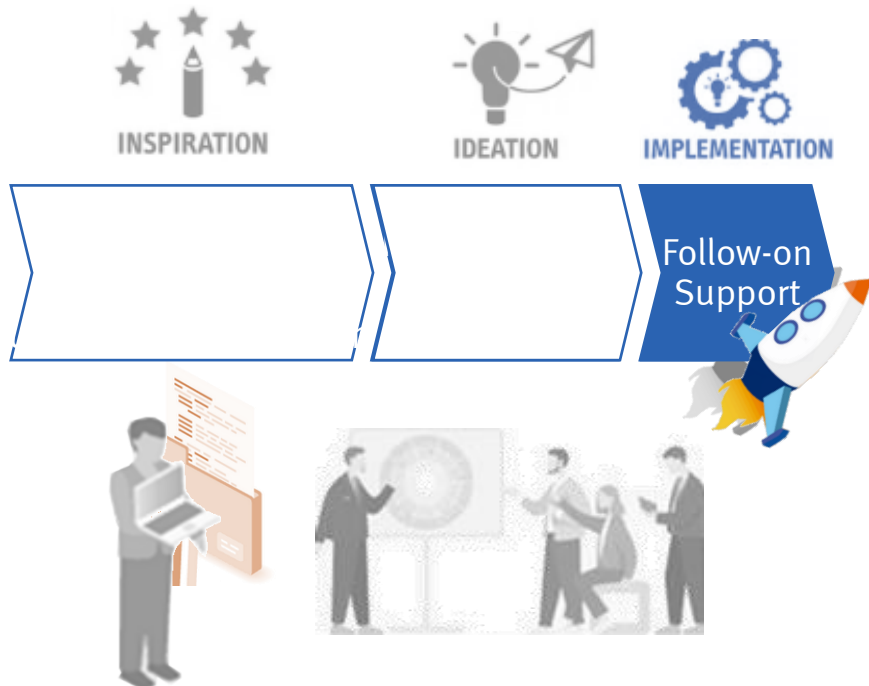 INSPIRATION
IDEATION
IMPLEMENTATION
Follow-on
Support